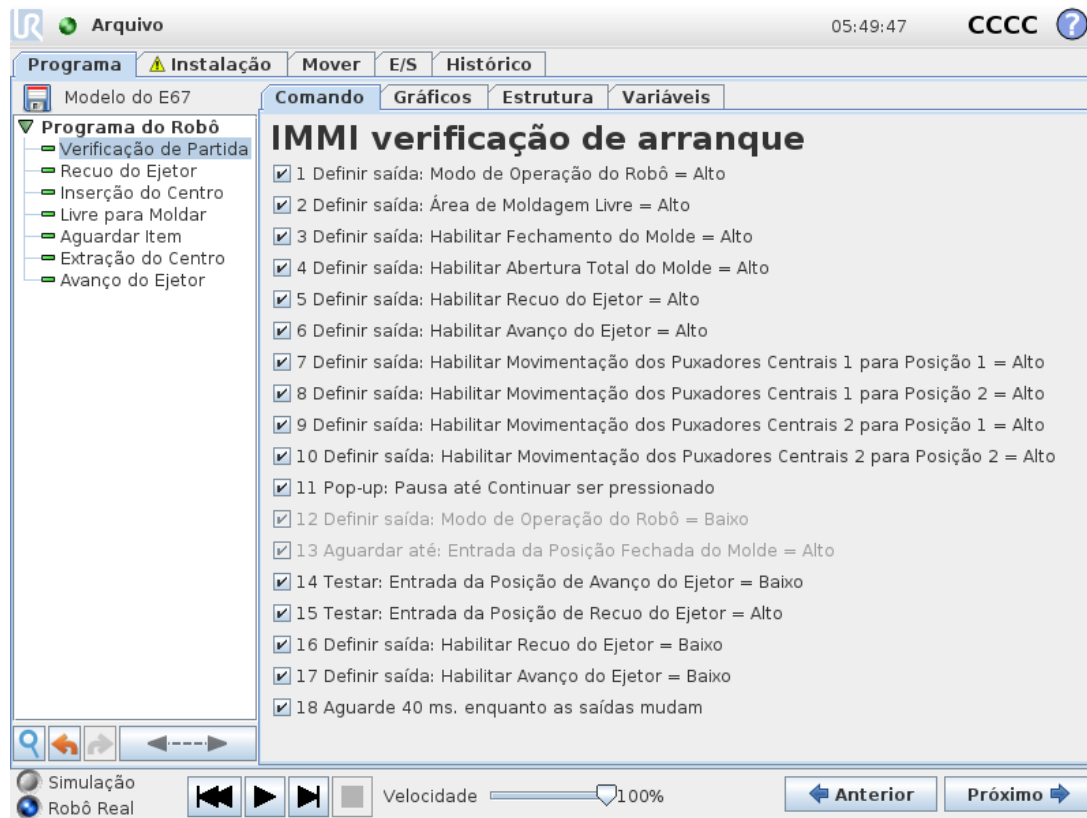 UR Arquivo 05:49:47 CCCC ?
Programa Instalação Mover E/S Histórico
Modelo do E67
Comando Gráficos Estrutura Variáveis
Programa do Robô
Verificação de Partida
Recuo do Ejetor
Inserção do Centro
Livre para Moldar
Aguardar Item
Extração do Centro
Avanço do Ejetor
IMMI verificação de arranque
1 Definir saída: Modo de Operação do Robô = Alto
2 Definir saída: Área de Moldagem Livre = Alto
3 Definir saída: Habilitar Fechamento do Molde = Alto
4 Definir saída: Habilitar Abertura Total do Molde = Alto
5 Definir saída: Habilitar Recuo do Ejetor = Alto
6 Definir saída: Habilitar Avanço do Ejetor = Alto
7 Definir saída: Habilitar Movimentação dos Puxadores Centrais 1 para Posição 1 = Alto
8 Definir saída: Habilitar Movimentação dos Puxadores Centrais 1 para Posição 2 = Alto
9 Definir saída: Habilitar Movimentação dos Puxadores Centrais 2 para Posição 1 = Alto
10 Definir saída: Habilitar Movimentação dos Puxadores Centrais 2 para Posição 2 = Alto
11 Pop-up: Pausa até Continuar ser pressionado
12 Definir saída: Modo de Operação do Robô = Baixo
13 Aguardar até: Entrada da Posição Fechada do Molde = Alto
14 Testar: Entrada da Posição de Avanço do Ejetor = Baixo
15 Testar: Entrada da Posição de Recuo do Ejetor = Alto
16 Definir saída: Habilitar Recuo do Ejetor = Baixo
17 Definir saída: Habilitar Avanço do Ejetor = Baixo
18 Aguarde 40 ms. enquanto as saídas mudam
Simulação
Robô Real
Velocidade 100%
Anterior Próximo